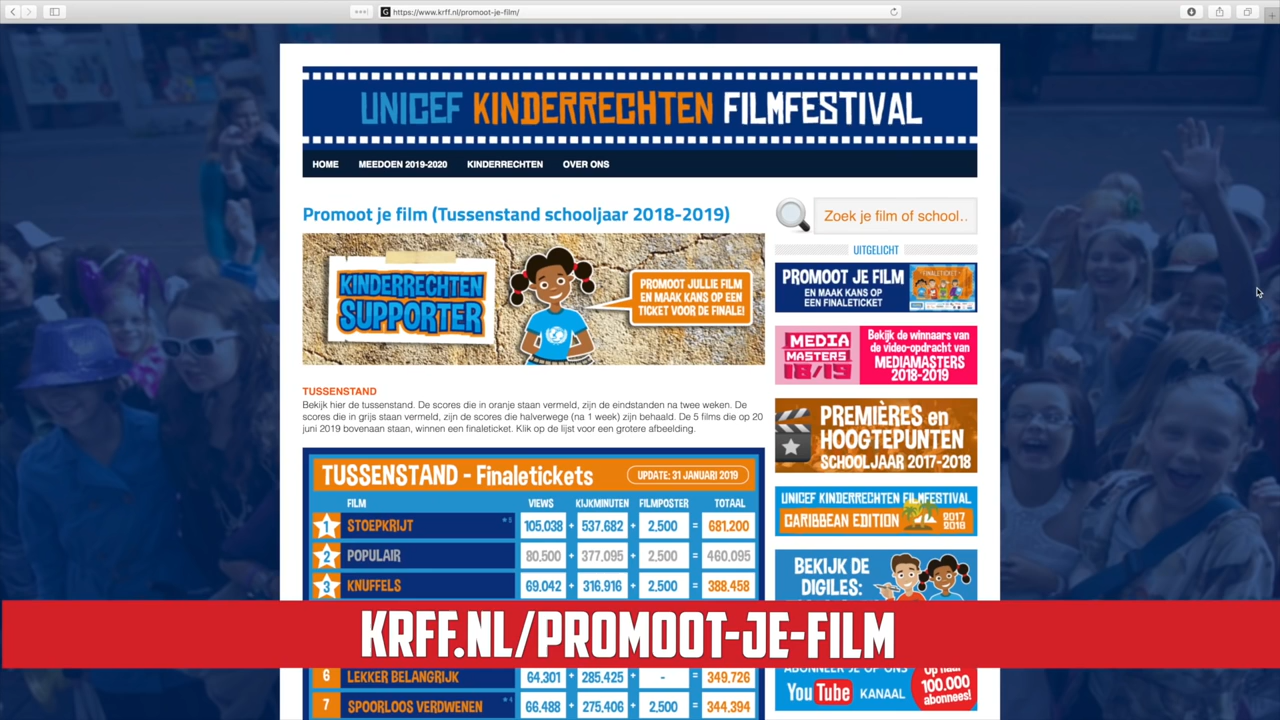 https://www.krff.nl/promoot-je-film/
UNICEF KINDERRECHTEN FILMFESTIVAL
HOME MEEDOEN 2019-2020 KINDERRECHTEN OVER ONS
Promoot je film (Tussenstand schooljaar 2018-2019)
KINDERRECHTEN
SUPPORTER
PROMOOT JULLIE FILM
EN MAAK KANS OP EEN
TICKET VOOR DE FINALE!
TUSSENSTAND
Bekijk hier de tussenstand. De scores die in oranje staan vermeld, zijn de eindstanden na twee weken. De
scores die in grijs staan vermeld, zijn de scores die halverwege (na 1 week) zijn behaald. De 5 films die op 20
juni 2019 bovenaan staan, winnen een finaleticket. Klik op de lijst voor een grotere afbeelding.
TUSSENSTAND - Finaletickets UPDATE: 31 JANUARI 2019
FILM VIEWS KIJKMINUTEN FILMPOSTER TOTAAL
1 STOEPKRIJT 105.038 + 537.682 + 2.500 = 681.200
2 POPULAIR 80.500 + 377.095 + 2.500 = 460.095
3 KNUFFELS 69.042 + 316.916 + 2.500 = 388.458
6 LEKKER BELANGRIJK 64.301 + 285.425 + - = 349.726
7 SPOORLOOS VERDWENEN 66.488 + 275.406 + 2.500 = 344.394
Zoek je film of school..
UITGELICHT
PROMOOT JE FILM
EN MAAK KANS OP
EEN FINALETICKET
FINALETICKET
MEDIA
MASTERS
18/19
Bekijk de winnaars van
de video-opdracht van
MEDIAMASTERS
2018-2019
PREMIÈRES en
HOOGTEPUNTEN
SCHOOLJAAR 2017-2018
UNICEF KINDERRECHTEN FILMFESTIVAL
CARIBBEAN EDITION 2017
2018
BEKIJK DE
DIGILES:
ABONNEER JE OP ONS
YouTube KANAAL
Op naar
100.000
abonnees!
KRFF.NL/PROMOOT-JE-FILM